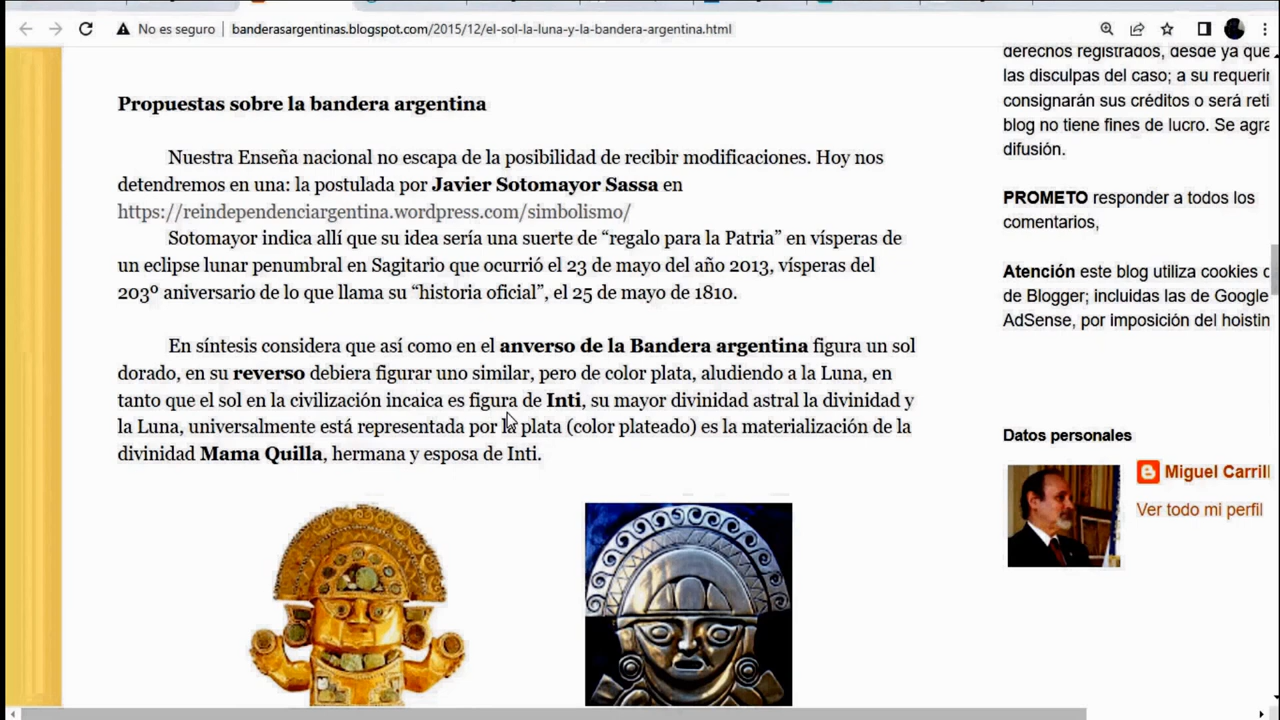 No es seguro banderasargentinas.blogspot.com/2015/12/el-sol-la-luna-y-la-bandera-argentina.html
Propuestas sobre la bandera argentina
Nuestra Enseña nacional no escapa de la posibilidad de recibir modificaciones. Hoy nos
detendremos en una: la postulada por Javier Sotomayor Sassa en
https://reindependenciargentina.wordpress.com/simbolismo/
Sotomayor indica allí que su idea sería una suerte de “regalo para la Patria” en vísperas de
un eclipse lunar penumbral en Sagitario que ocurrió el 23 de mayo del año 2013, vísperas del
203º aniversario de lo que llama su “historia oficial”, el 25 de mayo de 1810.
En síntesis considera que así como en el anverso de la Bandera argentina figura un sol
dorado, en su reverso debiera figurar uno similar, pero de color plata, aludiendo a la Luna, en
tanto que el sol en la civilización incaica es figura de Inti, su mayor divinidad astral la divinidad y
la Luna, universalmente está representada por la plata (color plateado) es la materialización de la
divinidad Mama Quilla, hermana y esposa de Inti.
derechos registrados, desde ya que
las disculpas del caso; a su requerir
consignarán sus créditos o será reti
blog no tiene fines de lucro. Se agra
difusión.
PROMETO responder a todos los
comentarios,
Atención este blog utiliza cookies
de Blogger; incluidas las de Google
AdSense, por imposición del hoistin
Datos personales
Miguel Carril
Ver todo mi perfil